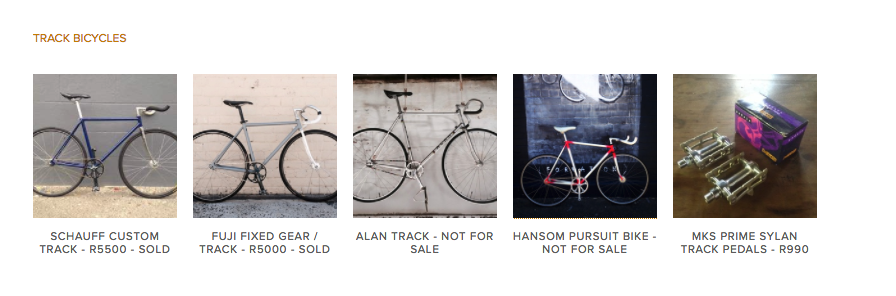 TRACK BICYCLES
SCHAUFF CUSTOM
TRACK - R5500 - SOLD
FUJI FIXED GEAR /
TRACK - R5000 - SOLD
ALAN TRACK - NOT FOR
SALE
HANSOM PURSUIT BIKE -
NOT FOR SALE
MKS PRIME SYLAN
TRACK PEDALS - R990